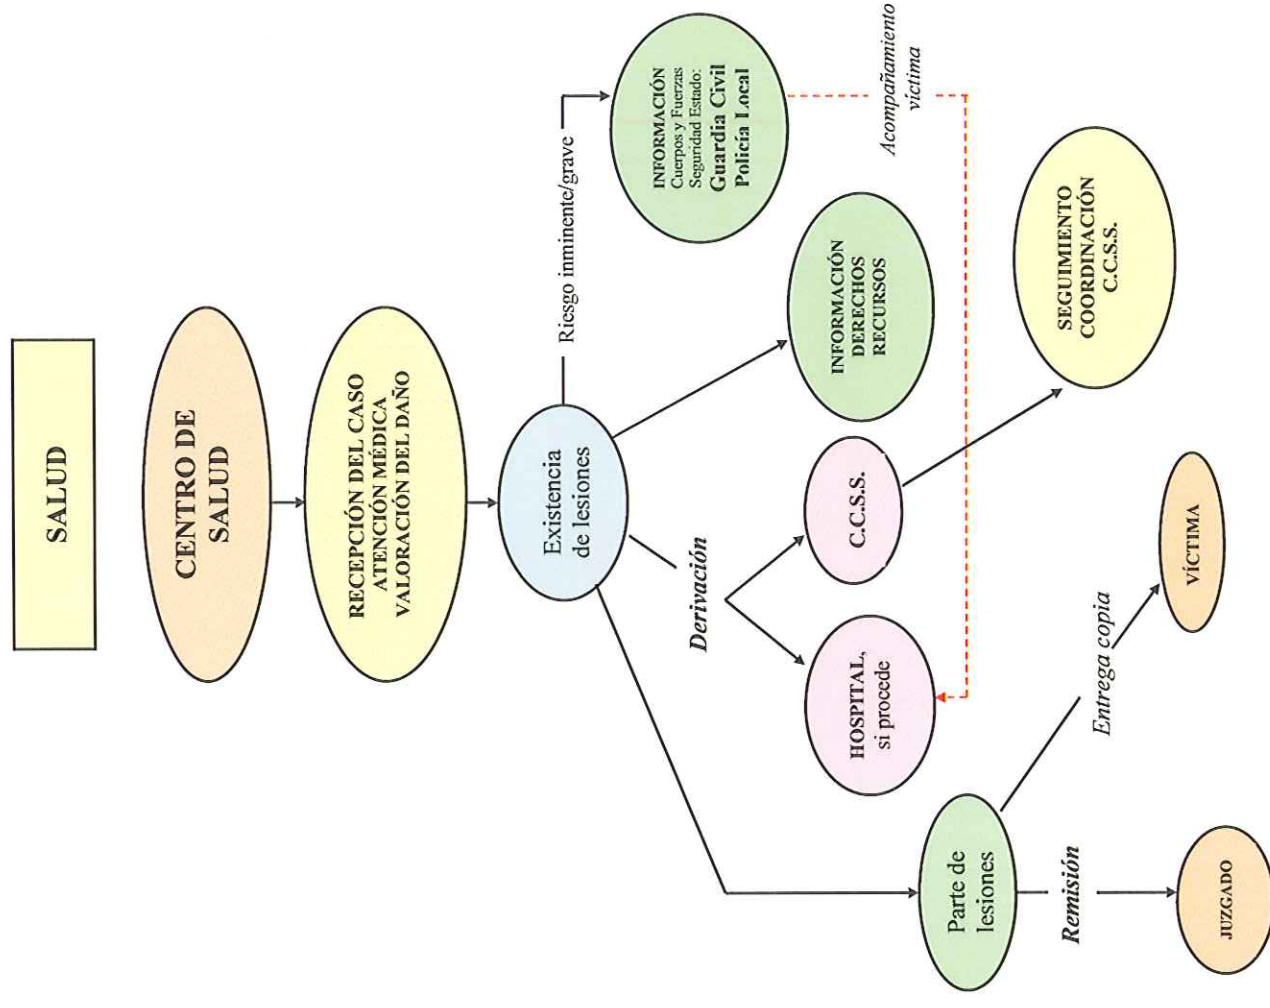 SALUD
CENTRO DE
SALUD
RECEPCIÓN DEL CASO
ATENCIÓN MÉDICA
VALORACIÓN DEL DAÑO
Existencia
de lesiones
Riesgo inminente/grave
INFORMACIÓN
Cuerpos y Fuerzas
Seguridad Estado:
Guardia Civil
Policía Local
Acompañamiento
víctima
INFORMACIÓN
DERECHOS
RECURSOS
Derivación
HOSPITAL,
si procede
C.C.S.S.
SEGUIMIENTO
COORDINACIÓN
C.C.S.S.
Parte de
lesiones
Remisión
JUZGADO
Entrega copia
VÍCTIMA